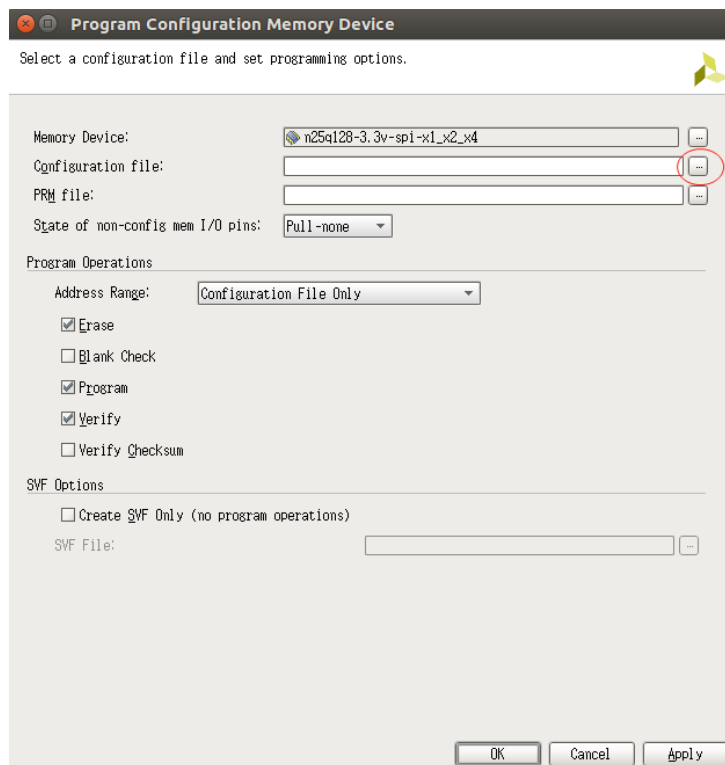 Program Configuration Memory Device
Select a configuration file and set programming options.
Memory Device: n25q128-3.3v-spi-x1_x2_x4 ...
Configuration file: ...
PRM file: ...
State of non-config mem I/O pins: Pull-none
Program Operations
Address Range: Configuration File Only
Erase
Blank Check
Program
Verify
Verify Checksum
SVF Options
Create SVF Only (no program operations)
SVF File: ...
OK Cancel Apply